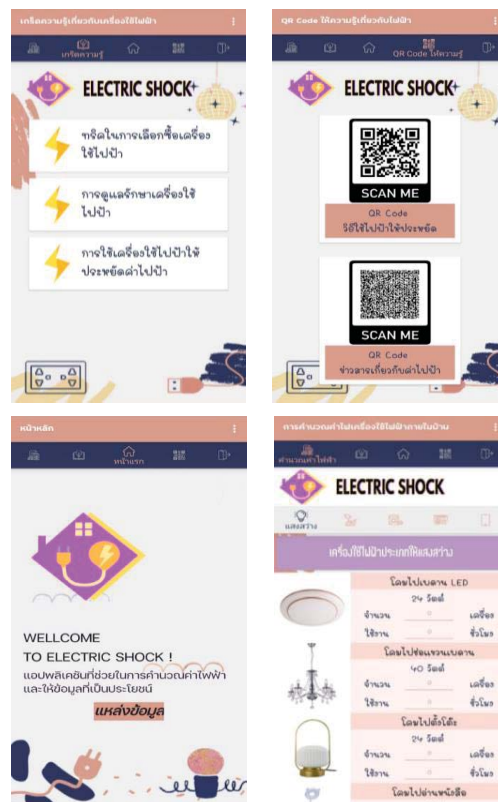 เกร็ดความรู้เกี่ยวกับเครื่องใช้ไฟฟ้า
เกร็ดความรู้
ELECTRIC SHOCK
ทริคในการเลือกซื้อเครื่อง
ใช้ไฟฟ้า
การดูแลรักษาเครื่องใช้
ไฟฟ้า
การใช้เครื่องใช้ไฟฟ้าให้
ประหยัดค่าไฟฟ้า
QR Code ให้ความรู้เกี่ยวกับไฟฟ้า
QR Code ให้ความรู้
ELECTRIC SHOCK
SCAN ME
QR Code
วิธีใช้ไฟฟ้าให้ประหยัด
SCAN ME
QR Code
ข่าวสารเกี่ยวกับค่าไฟฟ้า
หน้าหลัก
หน้าแรก
WELLCOME
TO ELECTRIC SHOCK !
แอปพลิเคชันที่ช่วยในการคำนวณค่าไฟฟ้า
และให้ข้อมูลที่เป็นประโยชน์
แหล่งข้อมูล
การคำนวณค่าไฟเครื่องใช้ไฟฟ้าภายในบ้าน
คำนวณค่าไฟฟ้า
ELECTRIC SHOCK
แสงสว่าง
เครื่องใช้ไฟฟ้าประเภทให้แสงสว่าง
โคมไฟเพดาน LED
24 วัตต์
จำนวน 0 เครื่อง
ใช้งาน 0 ชั่วโมง
โคมไฟช่อแขวนเพดาน
40 วัตต์
จำนวน 0 เครื่อง
ใช้งาน 0 ชั่วโมง
โคมไฟตั้งโต๊ะ
24 วัตต์
จำนวน 0 เครื่อง
ใช้งาน 0 ชั่วโมง
โคมไฟอ่านหนังสือ